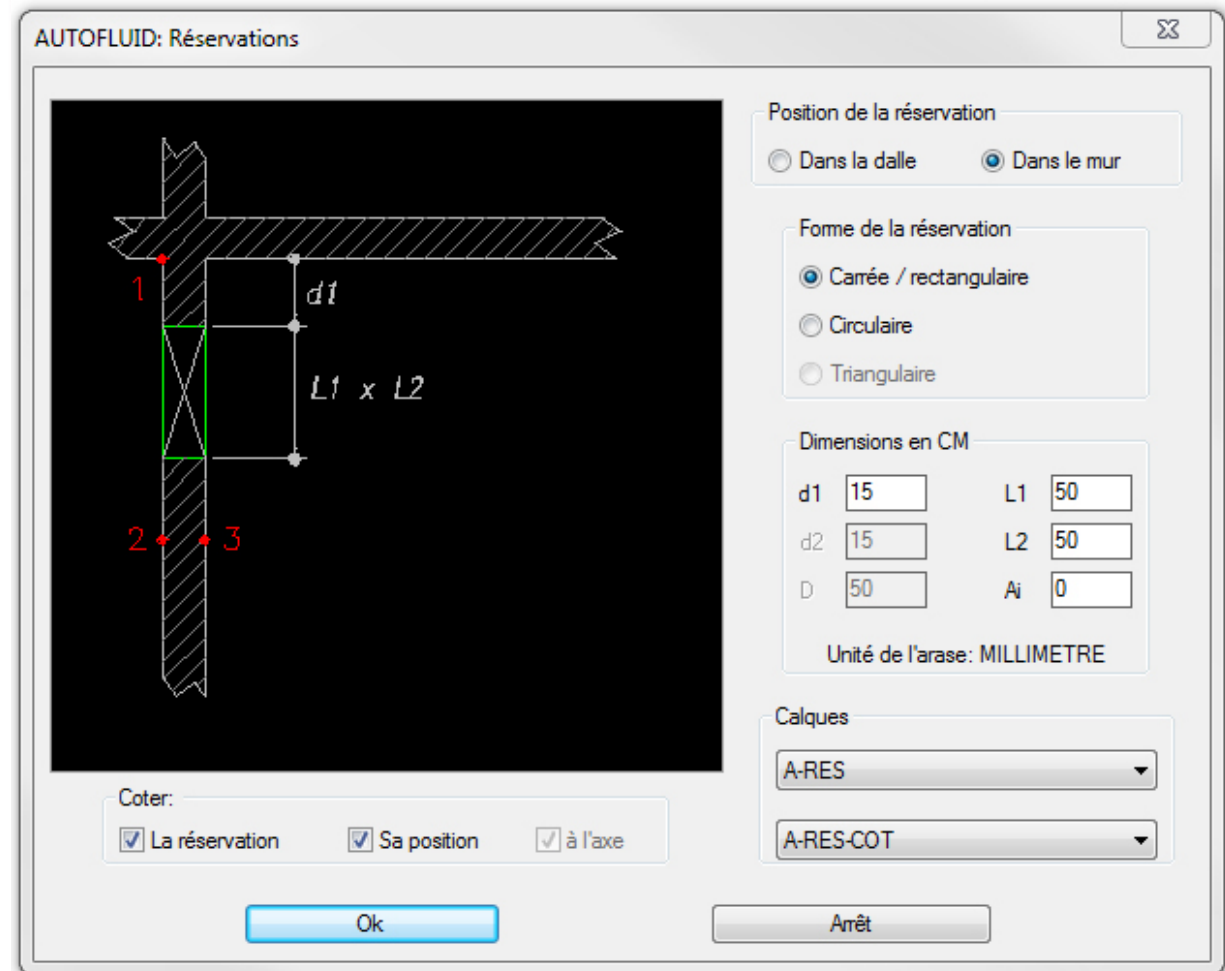 AUTOFLUID: Réservations
1
d1
L1 x L2
2
3
Position de la réservation
Dans la dalle
Dans le mur
Forme de la réservation
Carrée / rectangulaire
Circulaire
Triangulaire
Dimensions en CM
d1 15 L1 50
d2 15 L2 50
D 50 Ai 0
Unité de l'arase: MILLIMETRE
Calques
A-RES
A-RES-COT
Coter:
La réservation
Sa position
à l'axe
Ok
Arrêt